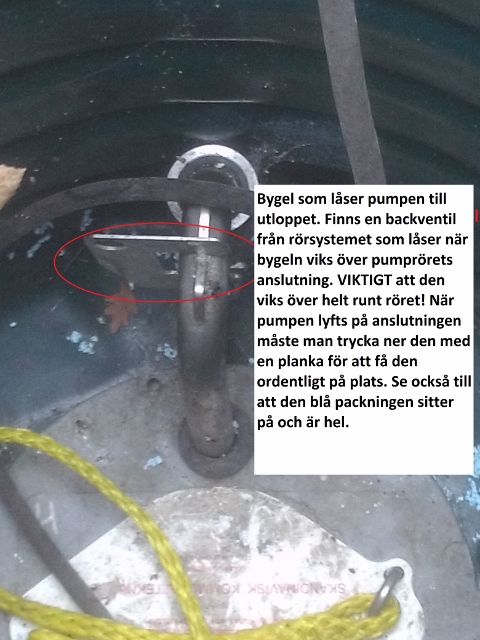 Bygel som låser pumpen till
utloppet. Finns en backventil
från rörsystemet som låser när
bygeln viks över pumprörets
anslutning. VIKTIGT att den
viks över helt runt röret! När
pumpen lyfts på anslutningen
måste man trycka ner den med
en planka för att få den
ordentligt på plats. Se också till
att den blå packningen sitter
på och är hel.